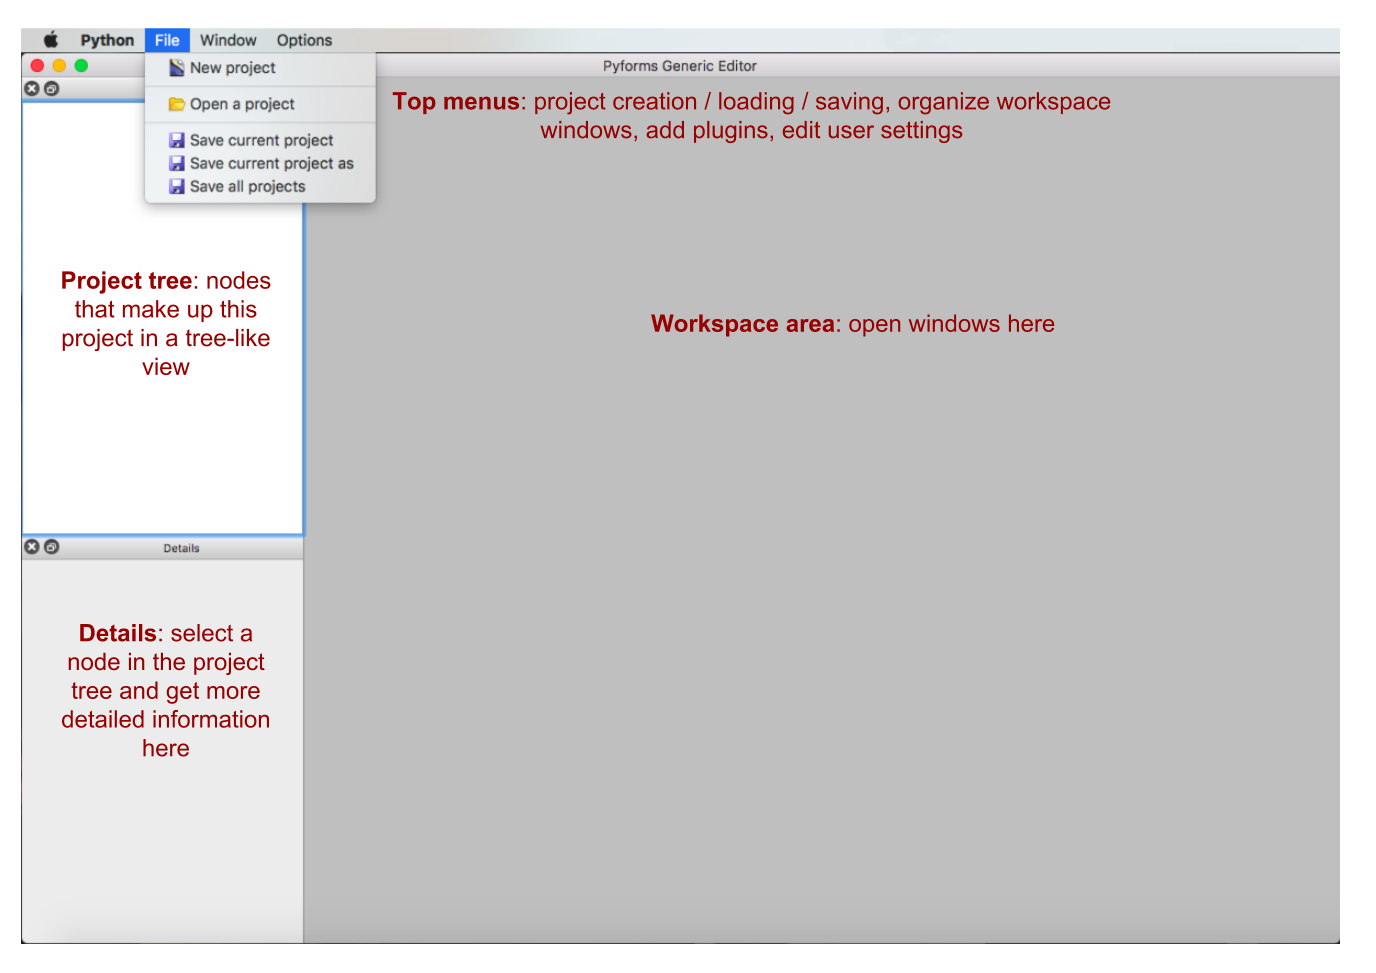 Python File Window Options
Pyforms Generic Editor
New project
Open a project
Save current project
Save current project as
Save all projects
Top menus: project creation / loading / saving, organize workspace
windows, add plugins, edit user settings
Project tree: nodes
that make up this
project in a tree-like
view
Workspace area: open windows here
Details
Details: select a
node in the project
tree and get more
detailed information
here